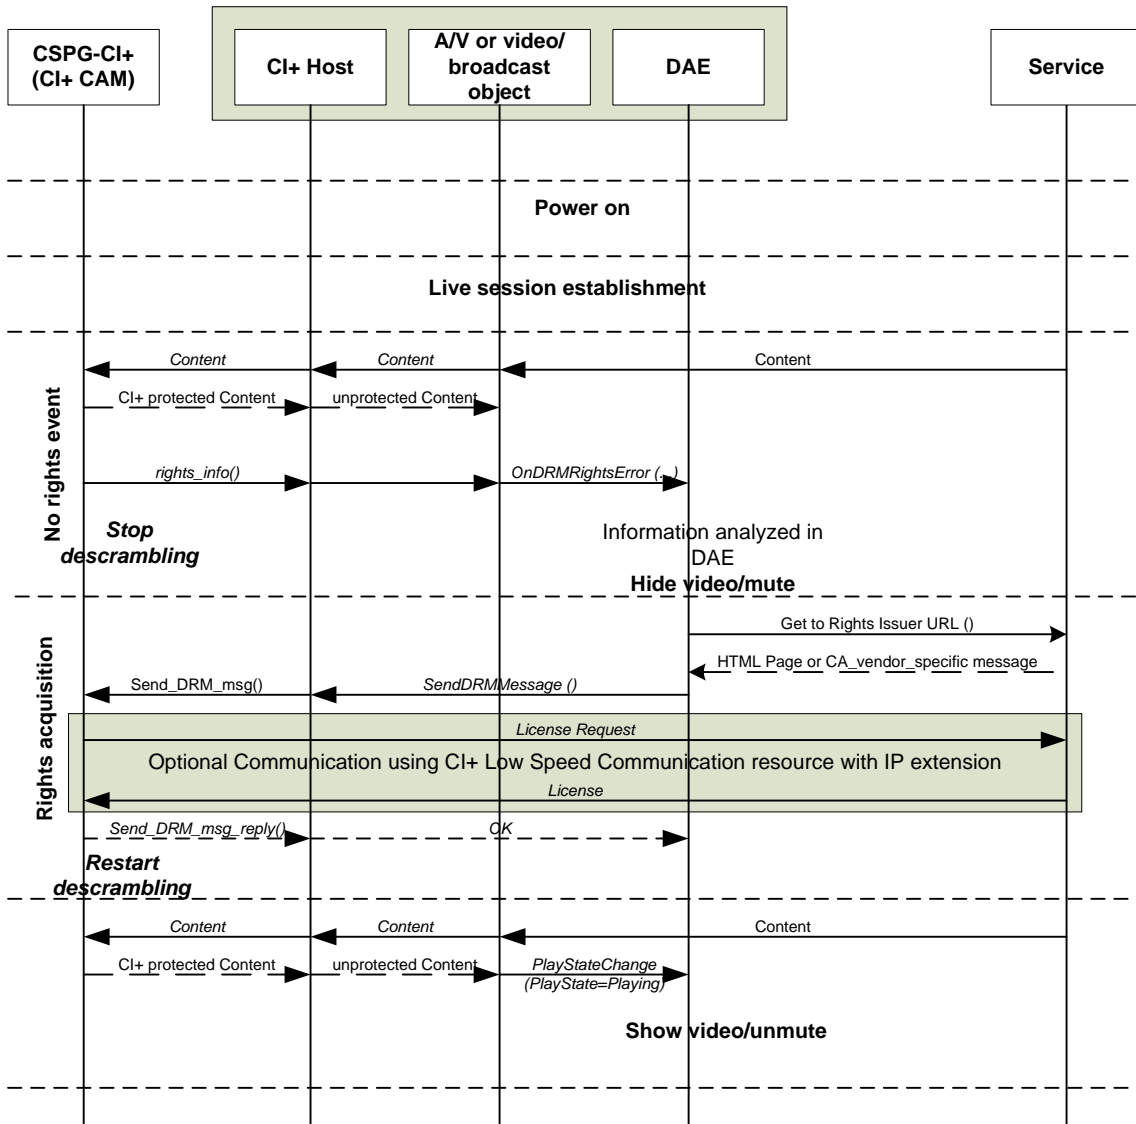 CSPG-CI+
(CI+ CAM)
CI+ Host
A/V or video/
broadcast
object
DAE
Service
Power on
Live session establishment
No rights event
Content
Content
Content
CI+ protected Content
unprotected Content
rights_info()
OnDRMRightsError (...)
Stop
descrambling
Information analyzed in
DAE
Hide video/mute
Rights acquisition
Get to Rights Issuer URL ()
HTML Page or CA_vendor_specific message
Send_DRM_msg()
SendDRMMessage ()
License Request
Optional Communication using CI+ Low Speed Communication resource with IP extension
License
Send_DRM_msg_reply()
OK
Restart
descrambling
Content
Content
Content
CI+ protected Content
unprotected Content
PlayStateChange
(PlayState=Playing)
Show video/unmute